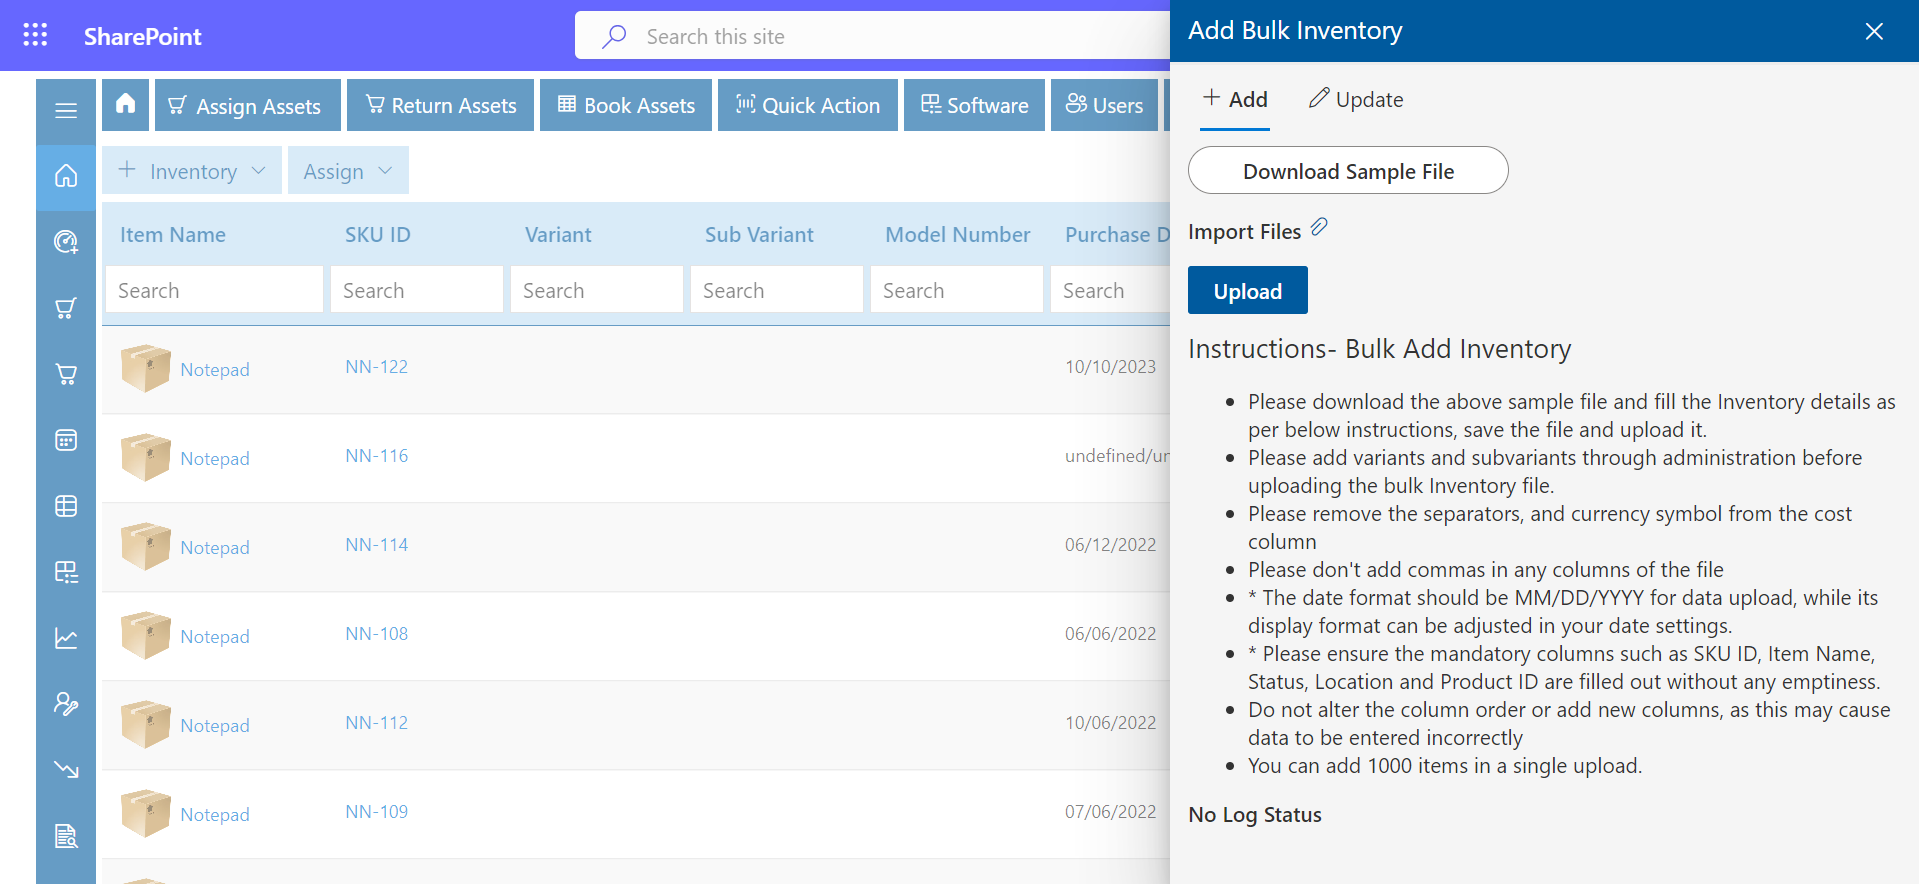 SharePoint
Search this site
Add Bulk Inventory
Assign Assets
Return Assets
Book Assets
Quick Action
Software
Users
+ Inventory
Assign
Item Name SKU ID Variant Sub Variant Model Number Purchase D
Search Search Search Search Search Search
Notepad NN-122 10/10/2023
Notepad NN-116 undefined/un
Notepad NN-114 06/12/2022
Notepad NN-108 06/06/2022
Notepad NN-112 10/06/2022
Notepad NN-109 07/06/2022
+ Add
Update
Download Sample File
Import Files
Upload
Instructions- Bulk Add Inventory
• Please download the above sample file and fill the Inventory details as
per below instructions, save the file and upload it.
• Please add variants and subvariants through administration before
uploading the bulk Inventory file.
• Please remove the separators, and currency symbol from the cost
column
• Please don't add commas in any columns of the file
• * The date format should be MM/DD/YYYY for data upload, while its
display format can be adjusted in your date settings.
• * Please ensure the mandatory columns such as SKU ID, Item Name,
Status, Location and Product ID are filled out without any emptiness.
• Do not alter the column order or add new columns, as this may cause
data to be entered incorrectly
• You can add 1000 items in a single upload.
No Log Status